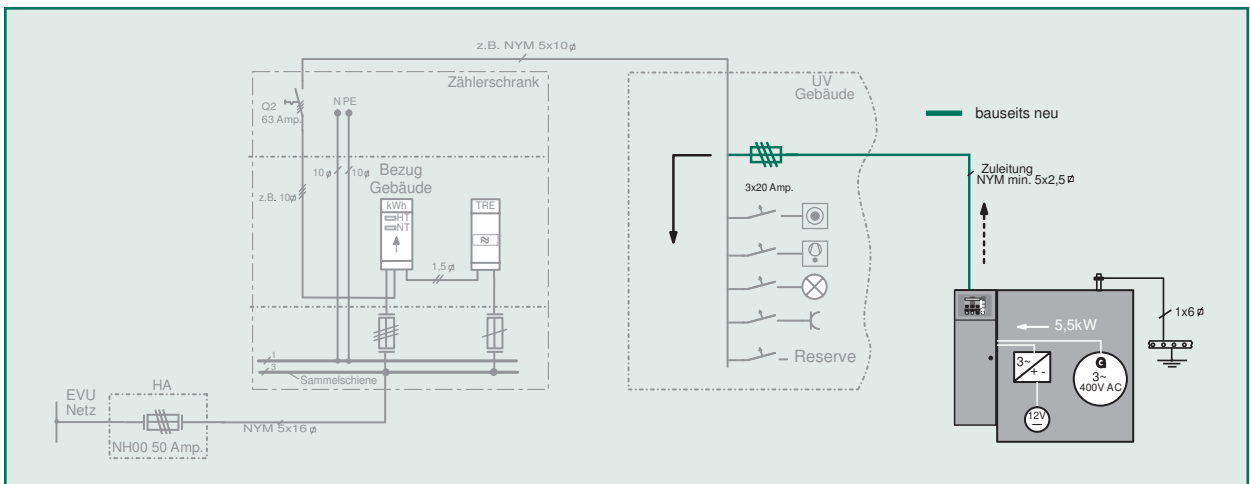 z.B. NYM 5x10 ⌀
Zählerschrank
Q2
63 Amp.
N PE
10 ⌀
10 ⌀
z.B. 10⌀
Bezug
Gebäude
kWh
HT
NT
TRE
≈
1,5 ⌀
1
3
Sammelschiene
EVU
Netz
HA
NH00 50 Amp.
NYM 5x16 ⌀
UV
Gebäude
3x20 Amp.
Reserve
bauseits neu
Zuleitung
NYM min. 5x2,5 ⌀
5,5kW
3~
+ -
12V
G
3~
400V AC
1x6 ⌀